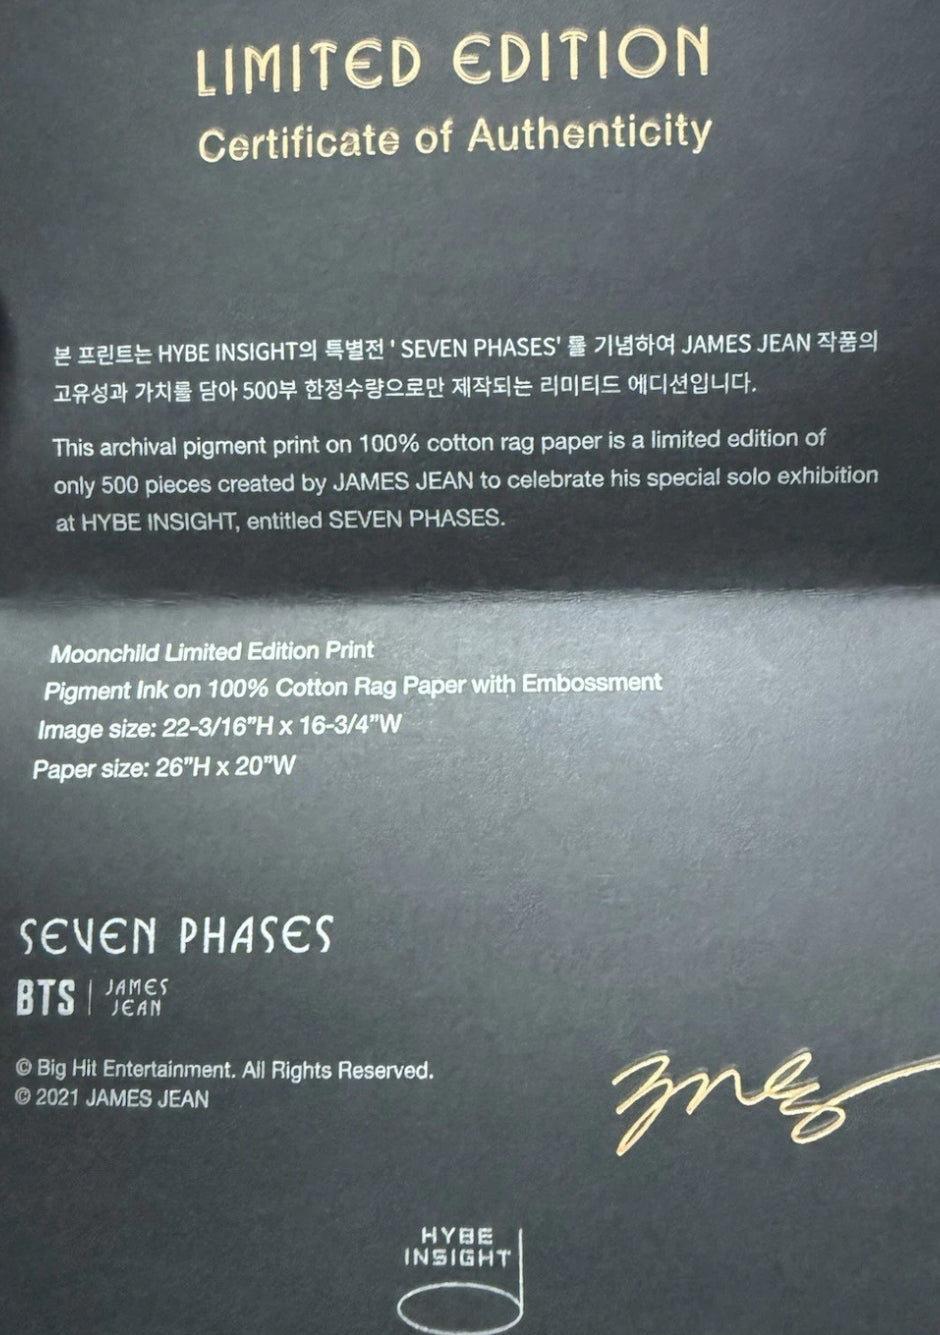 LIMITED EDITION
Certificate of Authenticity
본 프린트는 HYBE INSIGHT의 특별전 ' SEVEN PHASES' 를 기념하여 JAMES JEAN 작품의
고유성과 가치를 담아 500부 한정수량으로만 제작되는 리미티드 에디션입니다.
This archival pigment print on 100% cotton rag paper is a limited edition of
only 500 pieces created by JAMES JEAN to celebrate his special solo exhibition
at HYBE INSIGHT, entitled SEVEN PHASES.
Moonchild Limited Edition Print
Pigment Ink on 100% Cotton Rag Paper with Embossment
Image size: 22-3/16”H x 16-3/4”W
Paper size: 26”H x 20”W
SEVEN PHASES
BTS | JAMES
JEAN
© Big Hit Entertainment. All Rights Reserved.
© 2021 JAMES JEAN
HYBE
INSIGHT